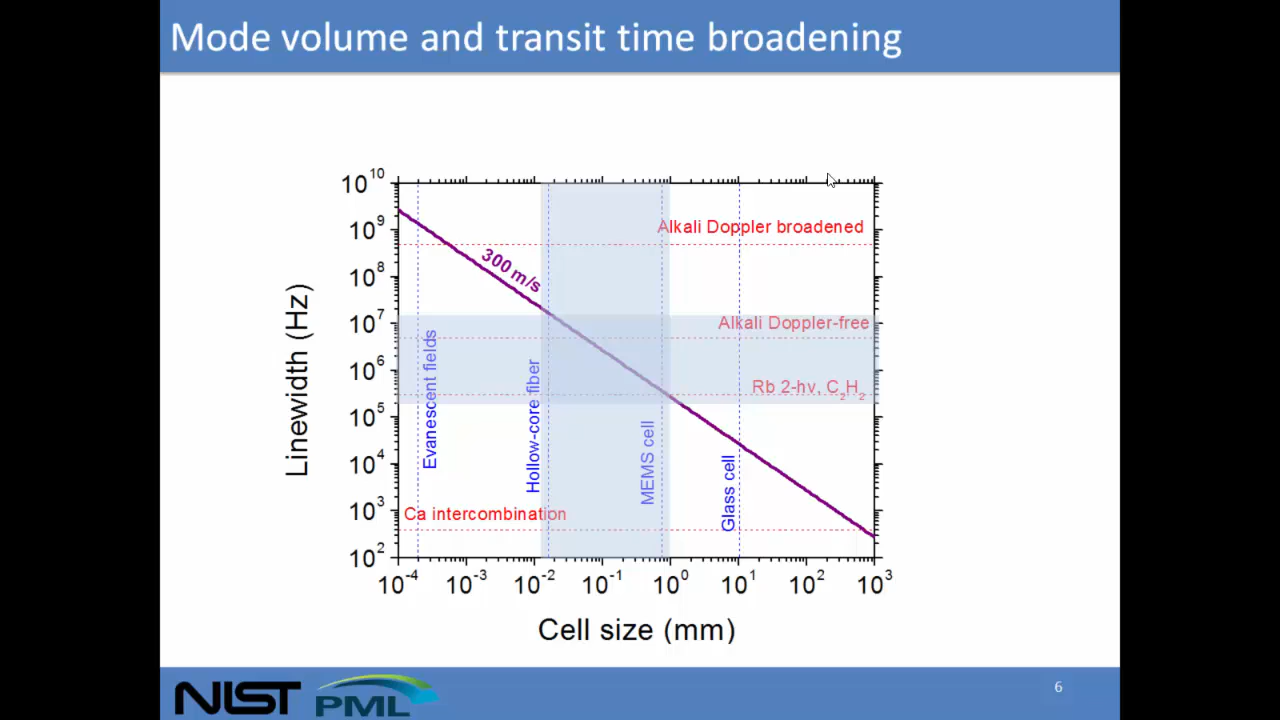 Mode volume and transit time broadening
10^10
10^9
10^8
10^7
10^6
10^5
10^4
10^3
10^2
Linewidth (Hz)
300 m/s
Alkali Doppler broadened
Alkali Doppler-free
Rb 2-hv, C₂H₂
Ca intercombination
Evanescent fields
Hollow-core fiber
MEMS cell
Glass cell
10^-4 10^-3 10^-2 10^-1 10^0 10^1 10^2 10^3
Cell size (mm)
NIST PML
6